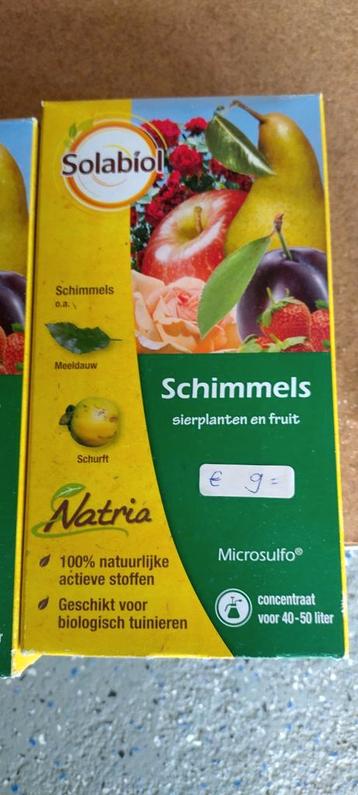 Solabiol
Schimmels
o.a.
Meeldauw
Schurft
Schimmels
sierplanten en fruit
€ 9=
Natria
100% natuurlijke
actieve stoffen
Geschikt voor
biologisch tuinieren
Microsulfo®
concentraat
voor 40-50 liter